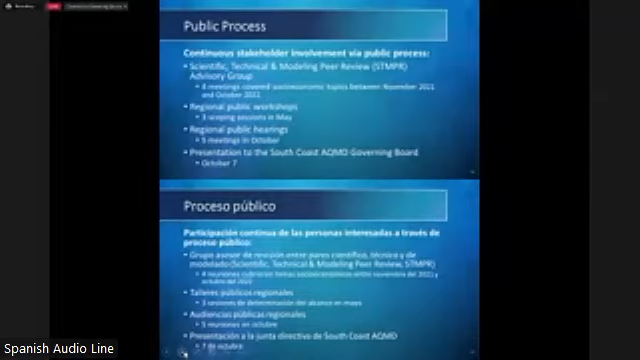 Public Process
Continuous stakeholder involvement via public process:
• Scientific, Technical & Modeling Peer Review (STMPR)
Advisory Group
• 4 meetings covered socioeconomic topics between November 2021
and October 2022
• Regional public workshops
• 3 scoping sessions in May
• Regional public hearings
• 5 meetings in October
• Presentation to the South Coast AQMD Governing Board
• October 7
Proceso público
Participación continua de las personas interesadas a través de
proceso público:
• Grupo asesor de revisión entre pares científico, técnico y de
modelado (Scientific, Technical & Modeling Peer Review, STMPR)
• 4 reuniones cubrieron temas socioeconómicos entre noviembre del 2021 y
octubre del 2022
• Talleres públicos regionales
• 3 sesiones de determinación del alcance en mayo
• Audiencias públicas regionales
• 5 reuniones en octubre
• Presentación a la junta directiva de South Coast AQMD
• 7 de octubre
Spanish Audio Line